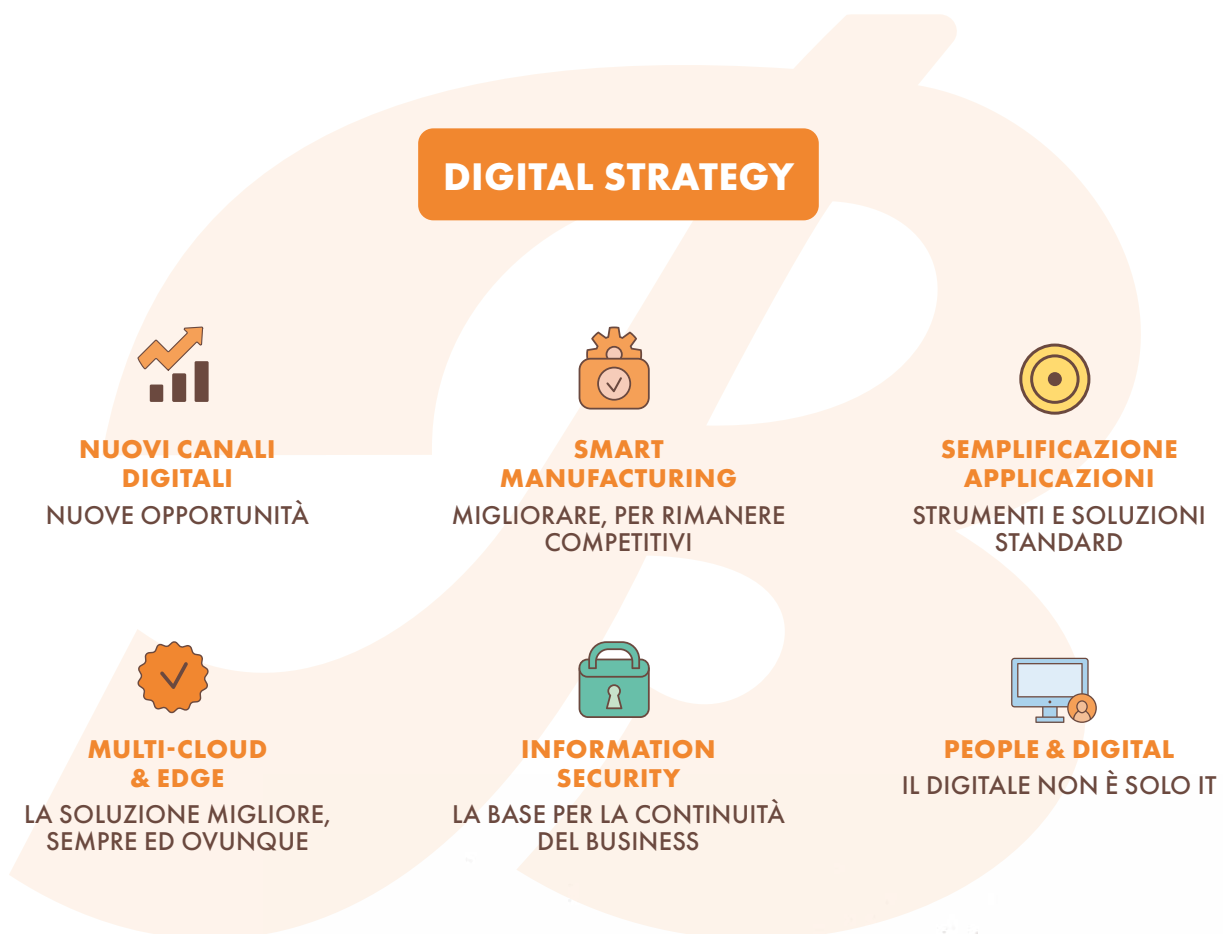 DIGITAL STRATEGY
NUOVI CANALI
DIGITALI
NUOVE OPPORTUNITÀ
SMART
MANUFACTURING
MIGLIORARE, PER RIMANERE
COMPETITIVI
SEMPLIFICAZIONE
APPLICAZIONI
STRUMENTI E SOLUZIONI
STANDARD
MULTI-CLOUD
& EDGE
LA SOLUZIONE MIGLIORE,
SEMPRE ED OVUNQUE
INFORMATION
SECURITY
LA BASE PER LA CONTINUITÀ
DEL BUSINESS
PEOPLE & DIGITAL
IL DIGITALE NON È SOLO IT